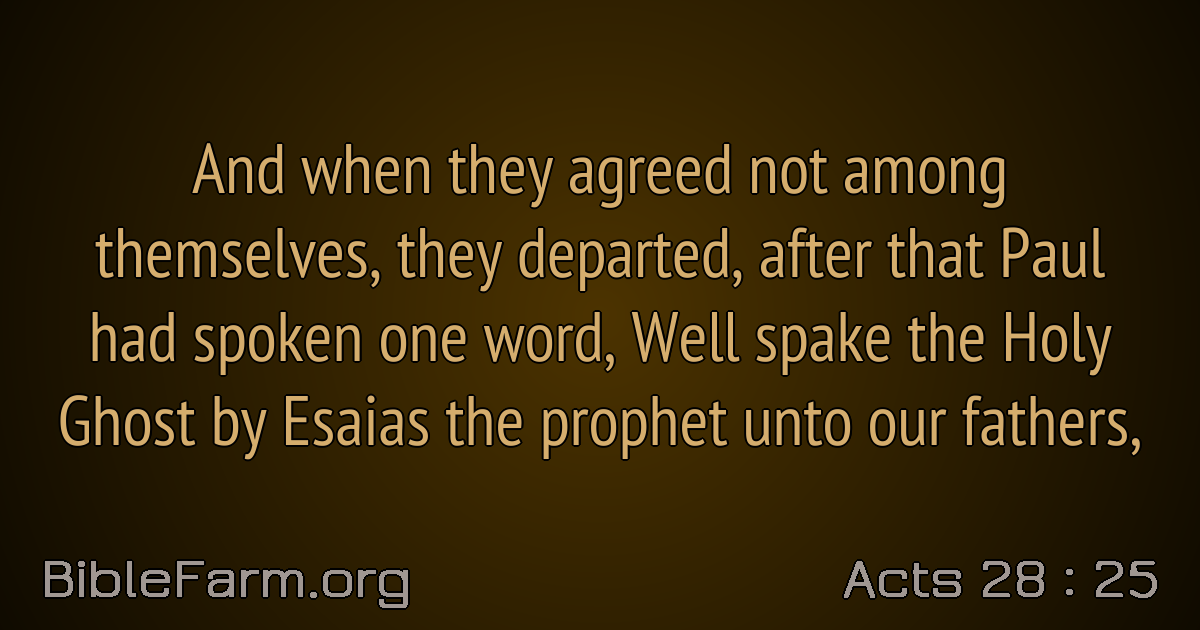 And when they agreed not among
themselves, they departed, after that Paul
had spoken one word, Well spake the Holy
Ghost by Esaias the prophet unto our fathers,
BibleFarm.org
Acts 28 : 25